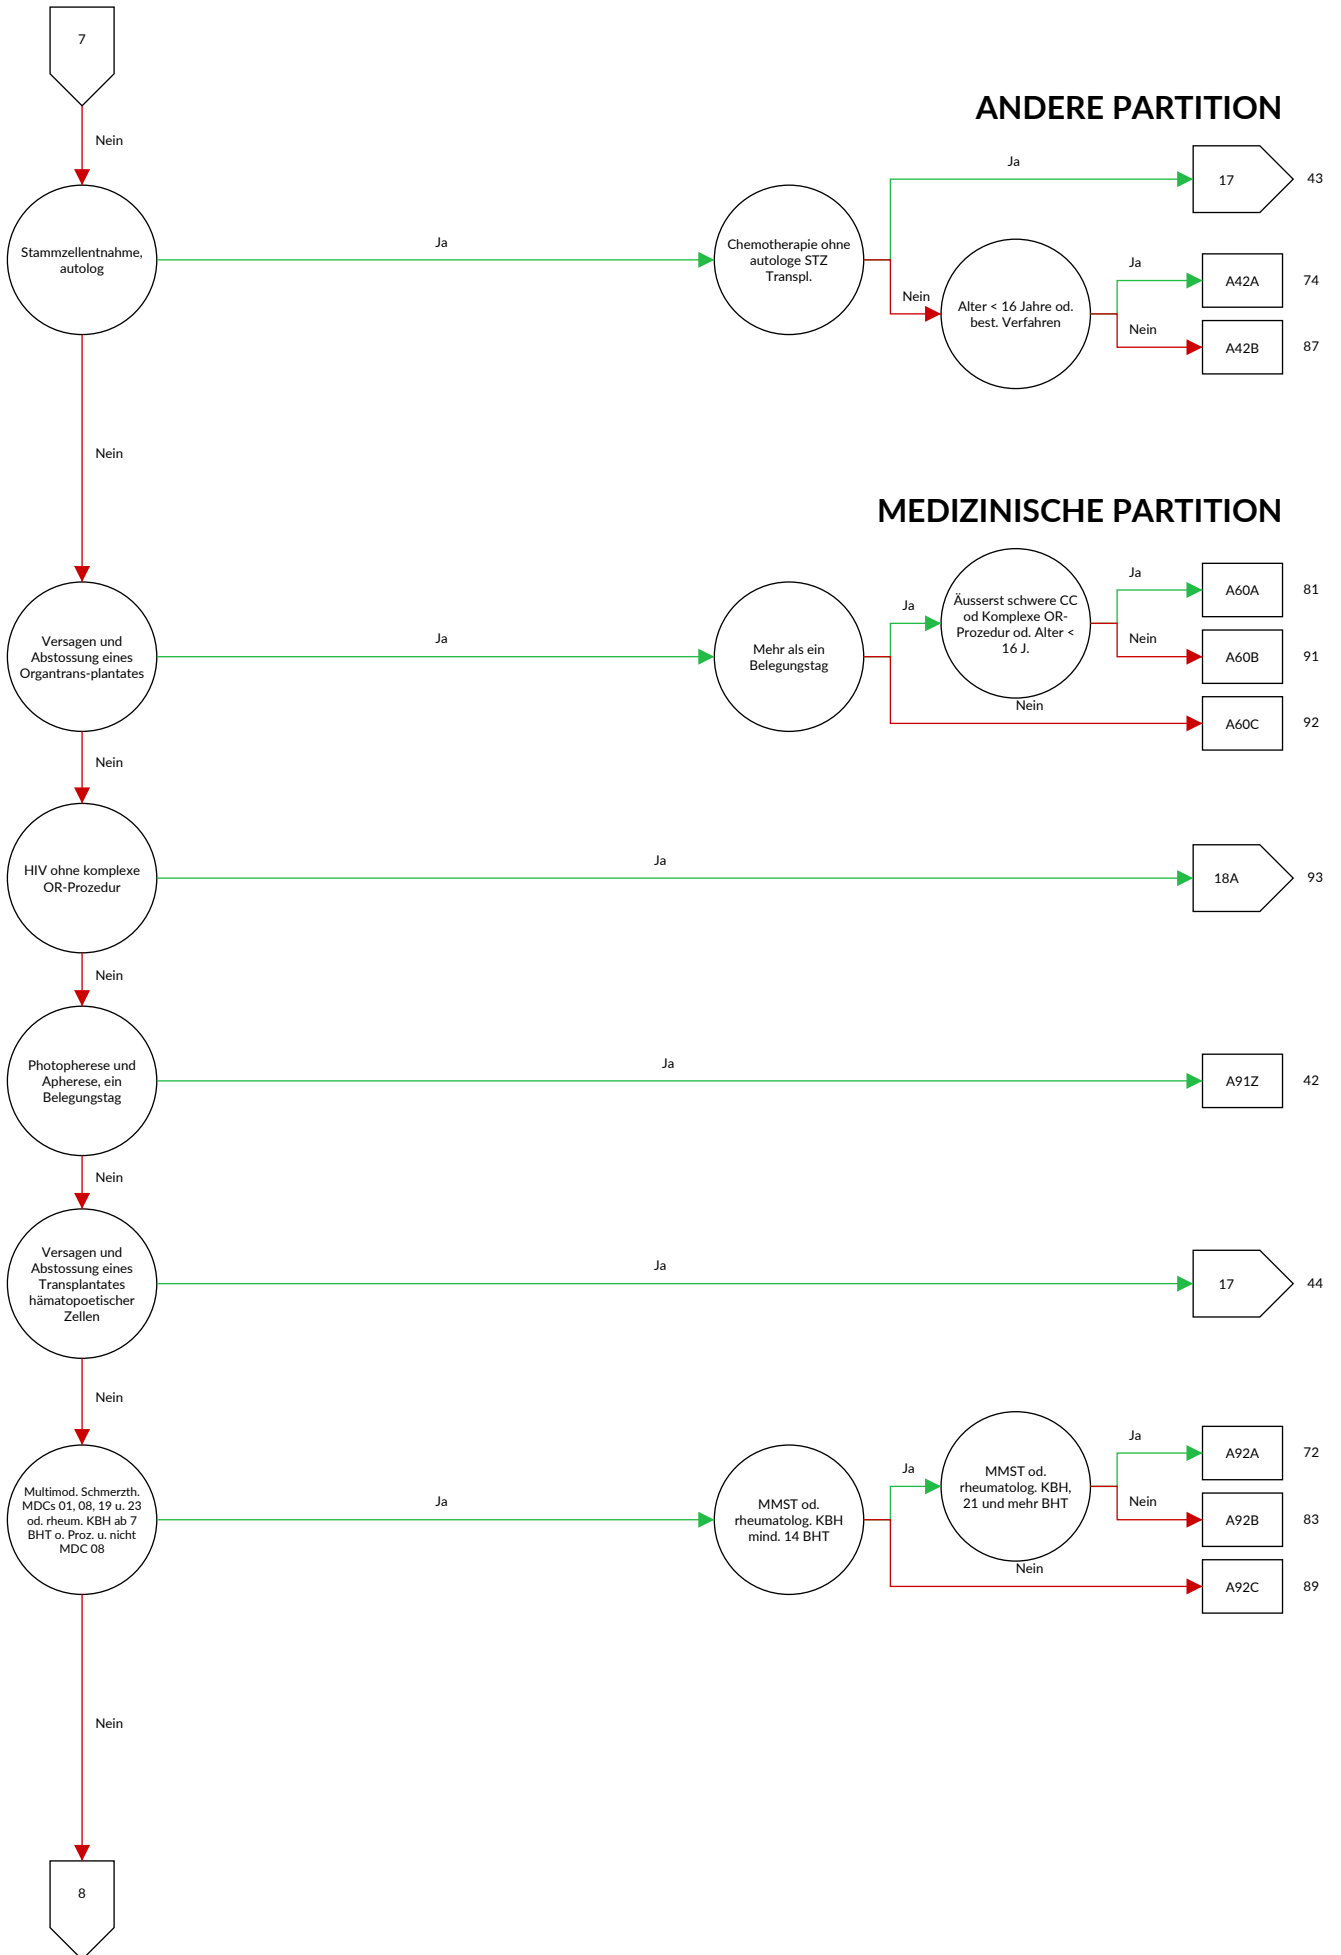 7
Nein
ANDERE PARTITION
Ja
17
43
Stammzellentnahme,
autolog
Ja
Chemotherapie ohne
autologe STZ
Transpl.
Nein
Alter < 16 Jahre od.
best. Verfahren
Ja
A42A
74
Nein
A42B
87
Nein
MEDIZINISCHE PARTITION
Versagen und
Abstossung eines
Organtrans-plantates
Ja
Mehr als ein
Belegungstag
Ja
Äusserst schwere CC
od Komplexe OR-
Prozedur od. Alter <
16 J.
Ja
A60A
81
Nein
A60B
91
Nein
A60C
92
Nein
HIV ohne komplexe
OR-Prozedur
Ja
18A
93
Nein
Photopherese und
Apherese, ein
Belegungstag
Ja
A91Z
42
Nein
Versagen und
Abstossung eines
Transplantates
hämatopoetischer
Zellen
Ja
17
44
Nein
Multimod. Schmerzth.
MDCs 01, 08, 19 u. 23
od. rheum. KBH ab 7
BHT o. Proz. u. nicht
MDC 08
Ja
MMST od.
rheumatolog. KBH
mind. 14 BHT
Ja
MMST od.
rheumatolog. KBH,
21 und mehr BHT
Ja
A92A
72
Nein
A92B
83
Nein
A92C
89
Nein
8